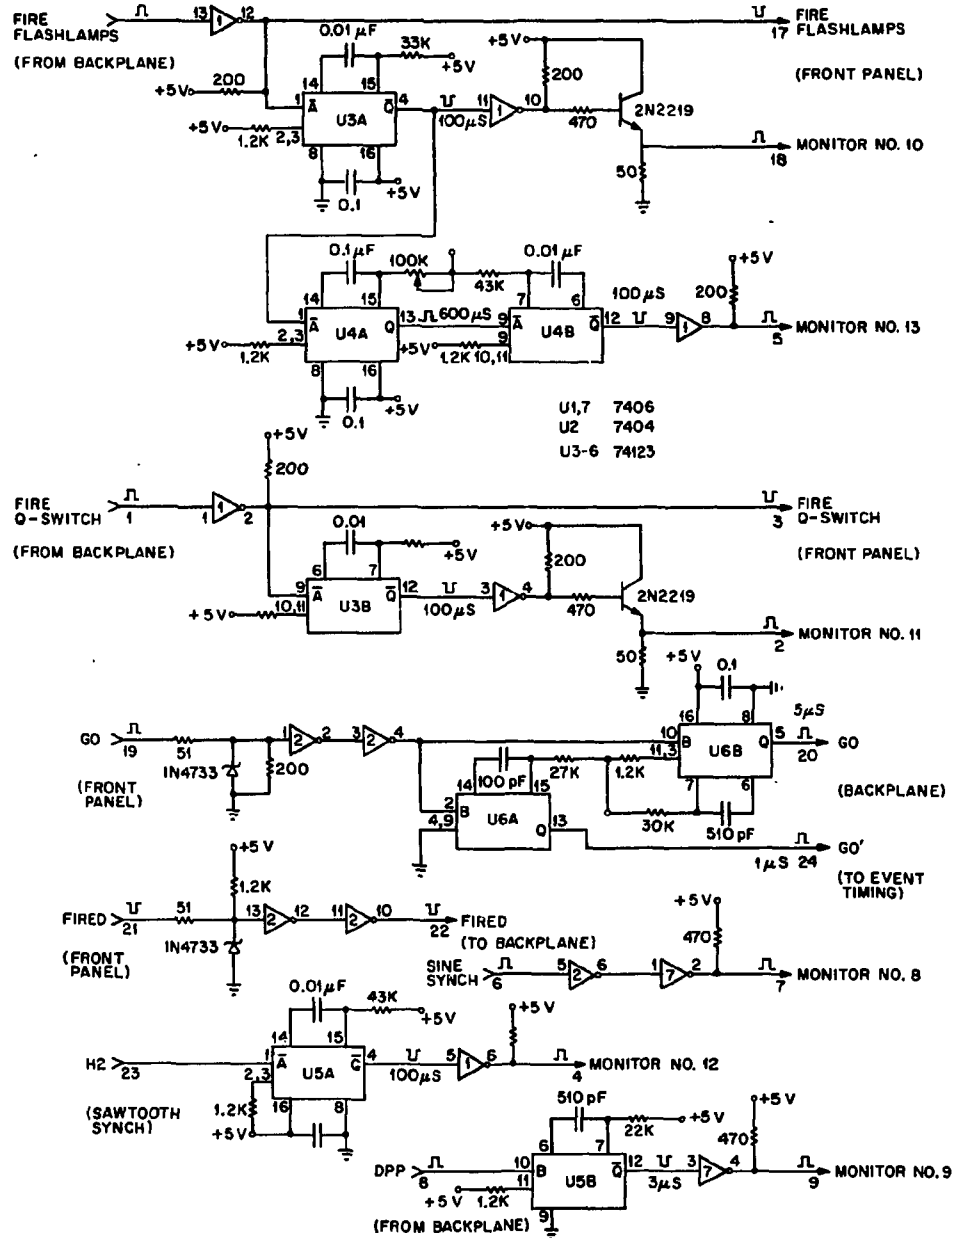 FIRE
FLASHLAMPS
(FROM BACKPLANE)
13
1
12
0.01 μF
33K
+5V
+5V
200
14
15
1
A̅
U3A
Q̅
4
+5V
1.2K
2,3
8
16
0.1
+5V
100μS
11
1
10
+5V
200
470
2N2219
50
17
FIRE
FLASHLAMPS
(FRONT PANEL)
18
MONITOR NO. 10
0.1μF
100K
43K
0.01μF
14
15
1
A̅
U4A
Q
13
600μS
+5V
1.2K
2,3
8
16
0.1
+5V
7
6
9
A̅
9
U4B
Q̅
12
+5V
1.2K
10,11
100μS
9
1
8
200
+5V
5
MONITOR NO. 13
U1,7 7406
U2 7404
U3-6 74123
+5V
200
FIRE
Q-SWITCH
(FROM BACKPLANE)
1
1
1
2
3
FIRE
Q-SWITCH
(FRONT PANEL)
0.01
+5V
6
7
9
A̅
U3B
Q̅
12
+5V
10,11
100μS
3
1
4
+5V
200
470
2N2219
50
2
MONITOR NO. 11
GO
19
(FRONT
PANEL)
51
1N4733
200
1
2
2
3
2
4
+5V
0.1
16
8
10
B
11,3
U6B
Q
5
7
6
5μS
20
GO
(BACKPLANE)
100 pF
27K
1.2K
30K
510 pF
14
15
2
B
4,9
U6A
Q
13
1μS
24
GO'
(TO EVENT
TIMING)
+5V
1.2K
FIRED
21
(FRONT
PANEL)
51
1N4733
13
2
12
11
2
10
22
FIRED
(TO BACKPLANE)
SINE
SYNCH
6
5
2
6
1
7
2
+5V
470
7
MONITOR NO. 8
0.01μF
43K
+5V
14
15
H2
23
(SAWTOOTH
SYNCH)
1
A̅
2,3
U5A
4
1.2K
+5V
16
8
100μS
5
1
6
+5V
4
MONITOR NO. 12
510 pF
22K
+5V
6
7
DPP
8
10
B
11
U5B
Q̅
12
+5V
1.2K
9
(FROM BACKPLANE)
3μS
3
7
4
+5V
470
9
MONITOR NO. 9